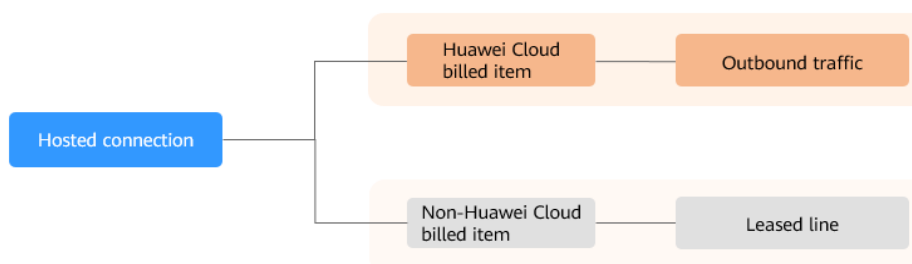 Hosted connection
Huawei Cloud
billed item
Outbound traffic
Non-Huawei Cloud
billed item
Leased line